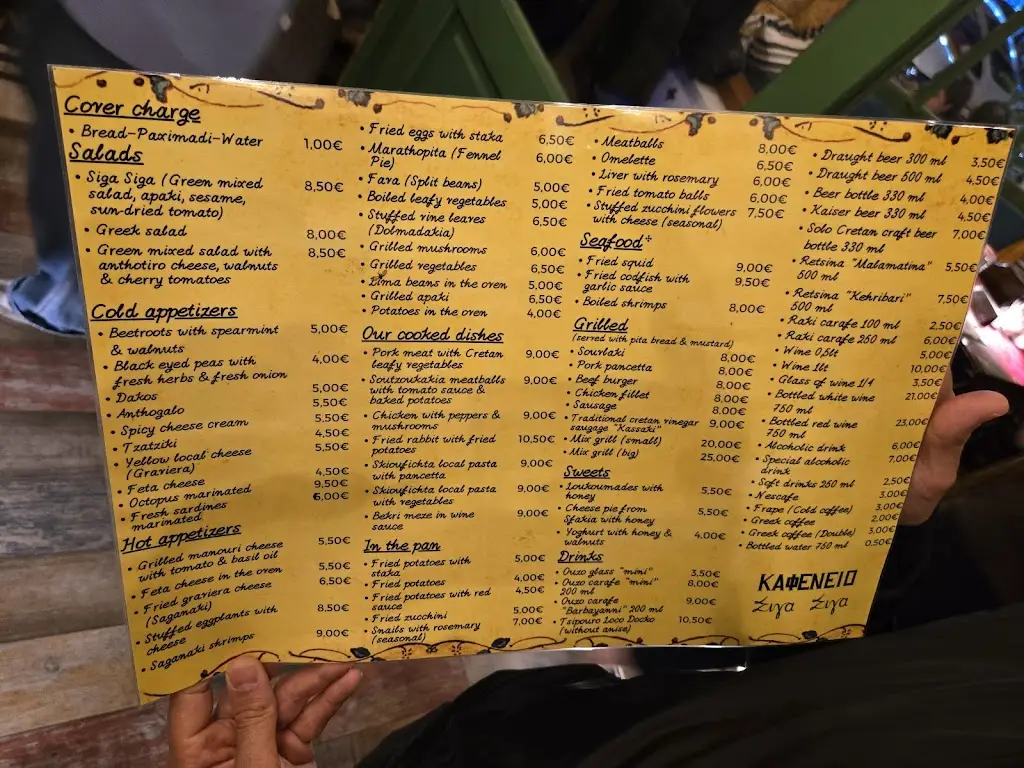 Cover charge
• Bread-Paximadi-Water 1,00€
Salads
• Siga Siga (Green mixed 8,50€
salad, apaki, sesame,
sun-dried tomato)
• Greek salad 8,00€
• Green mixed salad with 8,50€
anthotiro cheese, walnuts
& cherry tomatoes
Cold appetizers
• Beetroots with spearmint 5,00€
& walnuts
• Black eyed peas with 4,00€
fresh herbs & fresh onion
• Dakos 5,00€
• Anthogalo 5,50€
• Spicy cheese cream 5,50€
• Tzatziki 4,50€
• Yellow local cheese 5,50€
(Graviera)
• Feta cheese 4,50€
• Octopus marinated 9,50€
• Fresh sardines 6,00€
marinated
Hot appetizers
• Grilled manouri cheese 5,50€
with tomato & basil oil
• Feta cheese in the oven 5,50€
• Fried graviera cheese 6,50€
(Saganaki)
• Stuffed eggplants with 8,50€
cheese
• Saganaki shrimps 9,00€
• Fried eggs with staka 6,50€
• Marathopita (Fennel 6,00€
Pie)
• Fava (Split beans) 5,00€
• Boiled leafy vegetables 5,00€
• Stuffed vine leaves 6,50€
(Dolmadakia)
• Grilled mushrooms 6,00€
• Grilled vegetables 6,50€
• Lima beans in the oven 5,00€
• Grilled apaki 6,50€
• Potatoes in the oven 4,00€
Our cooked dishes
• Pork meat with Cretan 9,00€
leafy vegetables
• Soutzoukakia meatballs 9,00€
with tomato sauce &
baked potatoes
• Chicken with peppers & 9,00€
mushrooms
• Fried rabbit with fried 10,50€
potatoes
• Skioufichta local pasta 9,00€
with pancetta
• Skioufichta local pasta 9,00€
with vegetables
• Bekri meze in wine 9,00€
sauce
In the pan
• Fried potatoes with 5,00€
staka
• Fried potatoes 4,00€
• Fried potatoes with red 4,50€
sauce
• Fried zucchini 5,00€
• Snails with rosemary 7,00€
(seasonal)
• Meatballs 8,00€
• Omelette 6,50€
• Liver with rosemary 6,00€
• Fried tomato balls 6,00€
• Stuffed zucchini flowers 7,50€
with cheese (seasonal)
Seafood+
• Fried squid 9,00€
• Fried codfish with 9,50€
garlic sauce
• Boiled shrimps 8,00€
Grilled
(served with pita bread & mustard)
• Souvlaki 8,00€
• Pork pancetta 8,00€
• Beef burger 8,00€
• Chicken fillet 8,00€
• Sausage 8,00€
• Traditional cretan vinegar 9,00€
sausage "Kassaki"
• Mix grill (small) 20,00€
• Mix grill (big) 25,00€
Sweets
• Loukoumades with 5,50€
honey
• Cheese pie from 5,50€
Sfakia with honey
• Yoghurt with honey & 4,00€
walnuts
Drinks
• Ouzo glass "mini" 3,50€
• Ouzo carafe "mini" 8,00€
200 ml
• Ouzo carafe 9,00€
"Barbayanni" 200 ml
• Tsipouro Loco Docko 10,50€
(without anise)
• Draught beer 300 ml 3,50€
• Draught beer 500 ml 4,50€
• Beer bottle 330 ml 4,00€
• Kaiser beer 330 ml 4,50€
• Solo Cretan craft beer 7,00€
bottle 330 ml
• Retsina "Malamatina" 5,50€
500 ml
• Retsina "Kehribari" 7,50€
500 ml
• Raki carafe 100 ml 2,50€
• Raki carafe 250 ml 6,00€
• Wine 0,5lt 5,00€
• Wine 1lt 10,00€
• Glass of wine 1/4 3,50€
• Bottled white wine 21,00€
750 ml
• Bottled red wine 23,00€
750 ml
• Alcoholic drink 6,00€
• Special alcoholic 7,00€
drink
• Soft drinks 250 ml 2,50€
• Nescafe 3,00€
• Frape (Cold coffee) 3,00€
• Greek coffee 2,00€
• Greek coffee (Double) 3,00€
• Bottled water 750 ml 0,50€
ΚΑΦΕΝΕΙΟ
Σιγα Σιγα